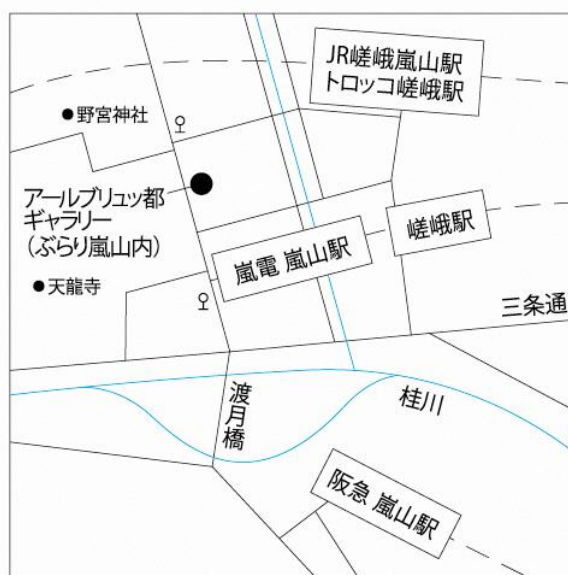 JR嵯峨嵐山駅
トロッコ嵯峨駅
野宮神社
アールブリュッ都
ギャラリー
(ぶらり嵐山内)
嵯峨駅
嵐電 嵐山駅
天龍寺
三条通
渡月橋
桂川
阪急 嵐山駅